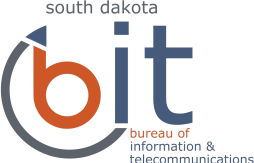 south dakota
bit
bureau of
information &
telecommunications